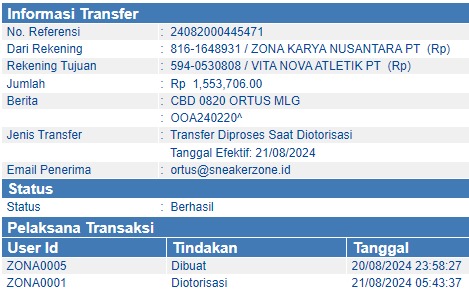 Informasi Transfer
No. Referensi : 24082000445471
Dari Rekening : 816-1648931 / ZONA KARYA NUSANTARA PT (Rp)
Rekening Tujuan : 594-0530808 / VITA NOVA ATLETIK PT (Rp)
Jumlah : Rp 1,553,706.00
Berita : CBD 0820 ORTUS MLG
: OOA240220^
Jenis Transfer : Transfer Diproses Saat Diotorisasi
Tanggal Efektif: 21/08/2024
Email Penerima : ortus@sneakerzone.id
Status
Status : Berhasil
Pelaksana Transaksi
User Id Tindakan Tanggal
ZONA0005 Dibuat 20/08/2024 23:58:27
ZONA0001 Diotorisasi 21/08/2024 05:43:37